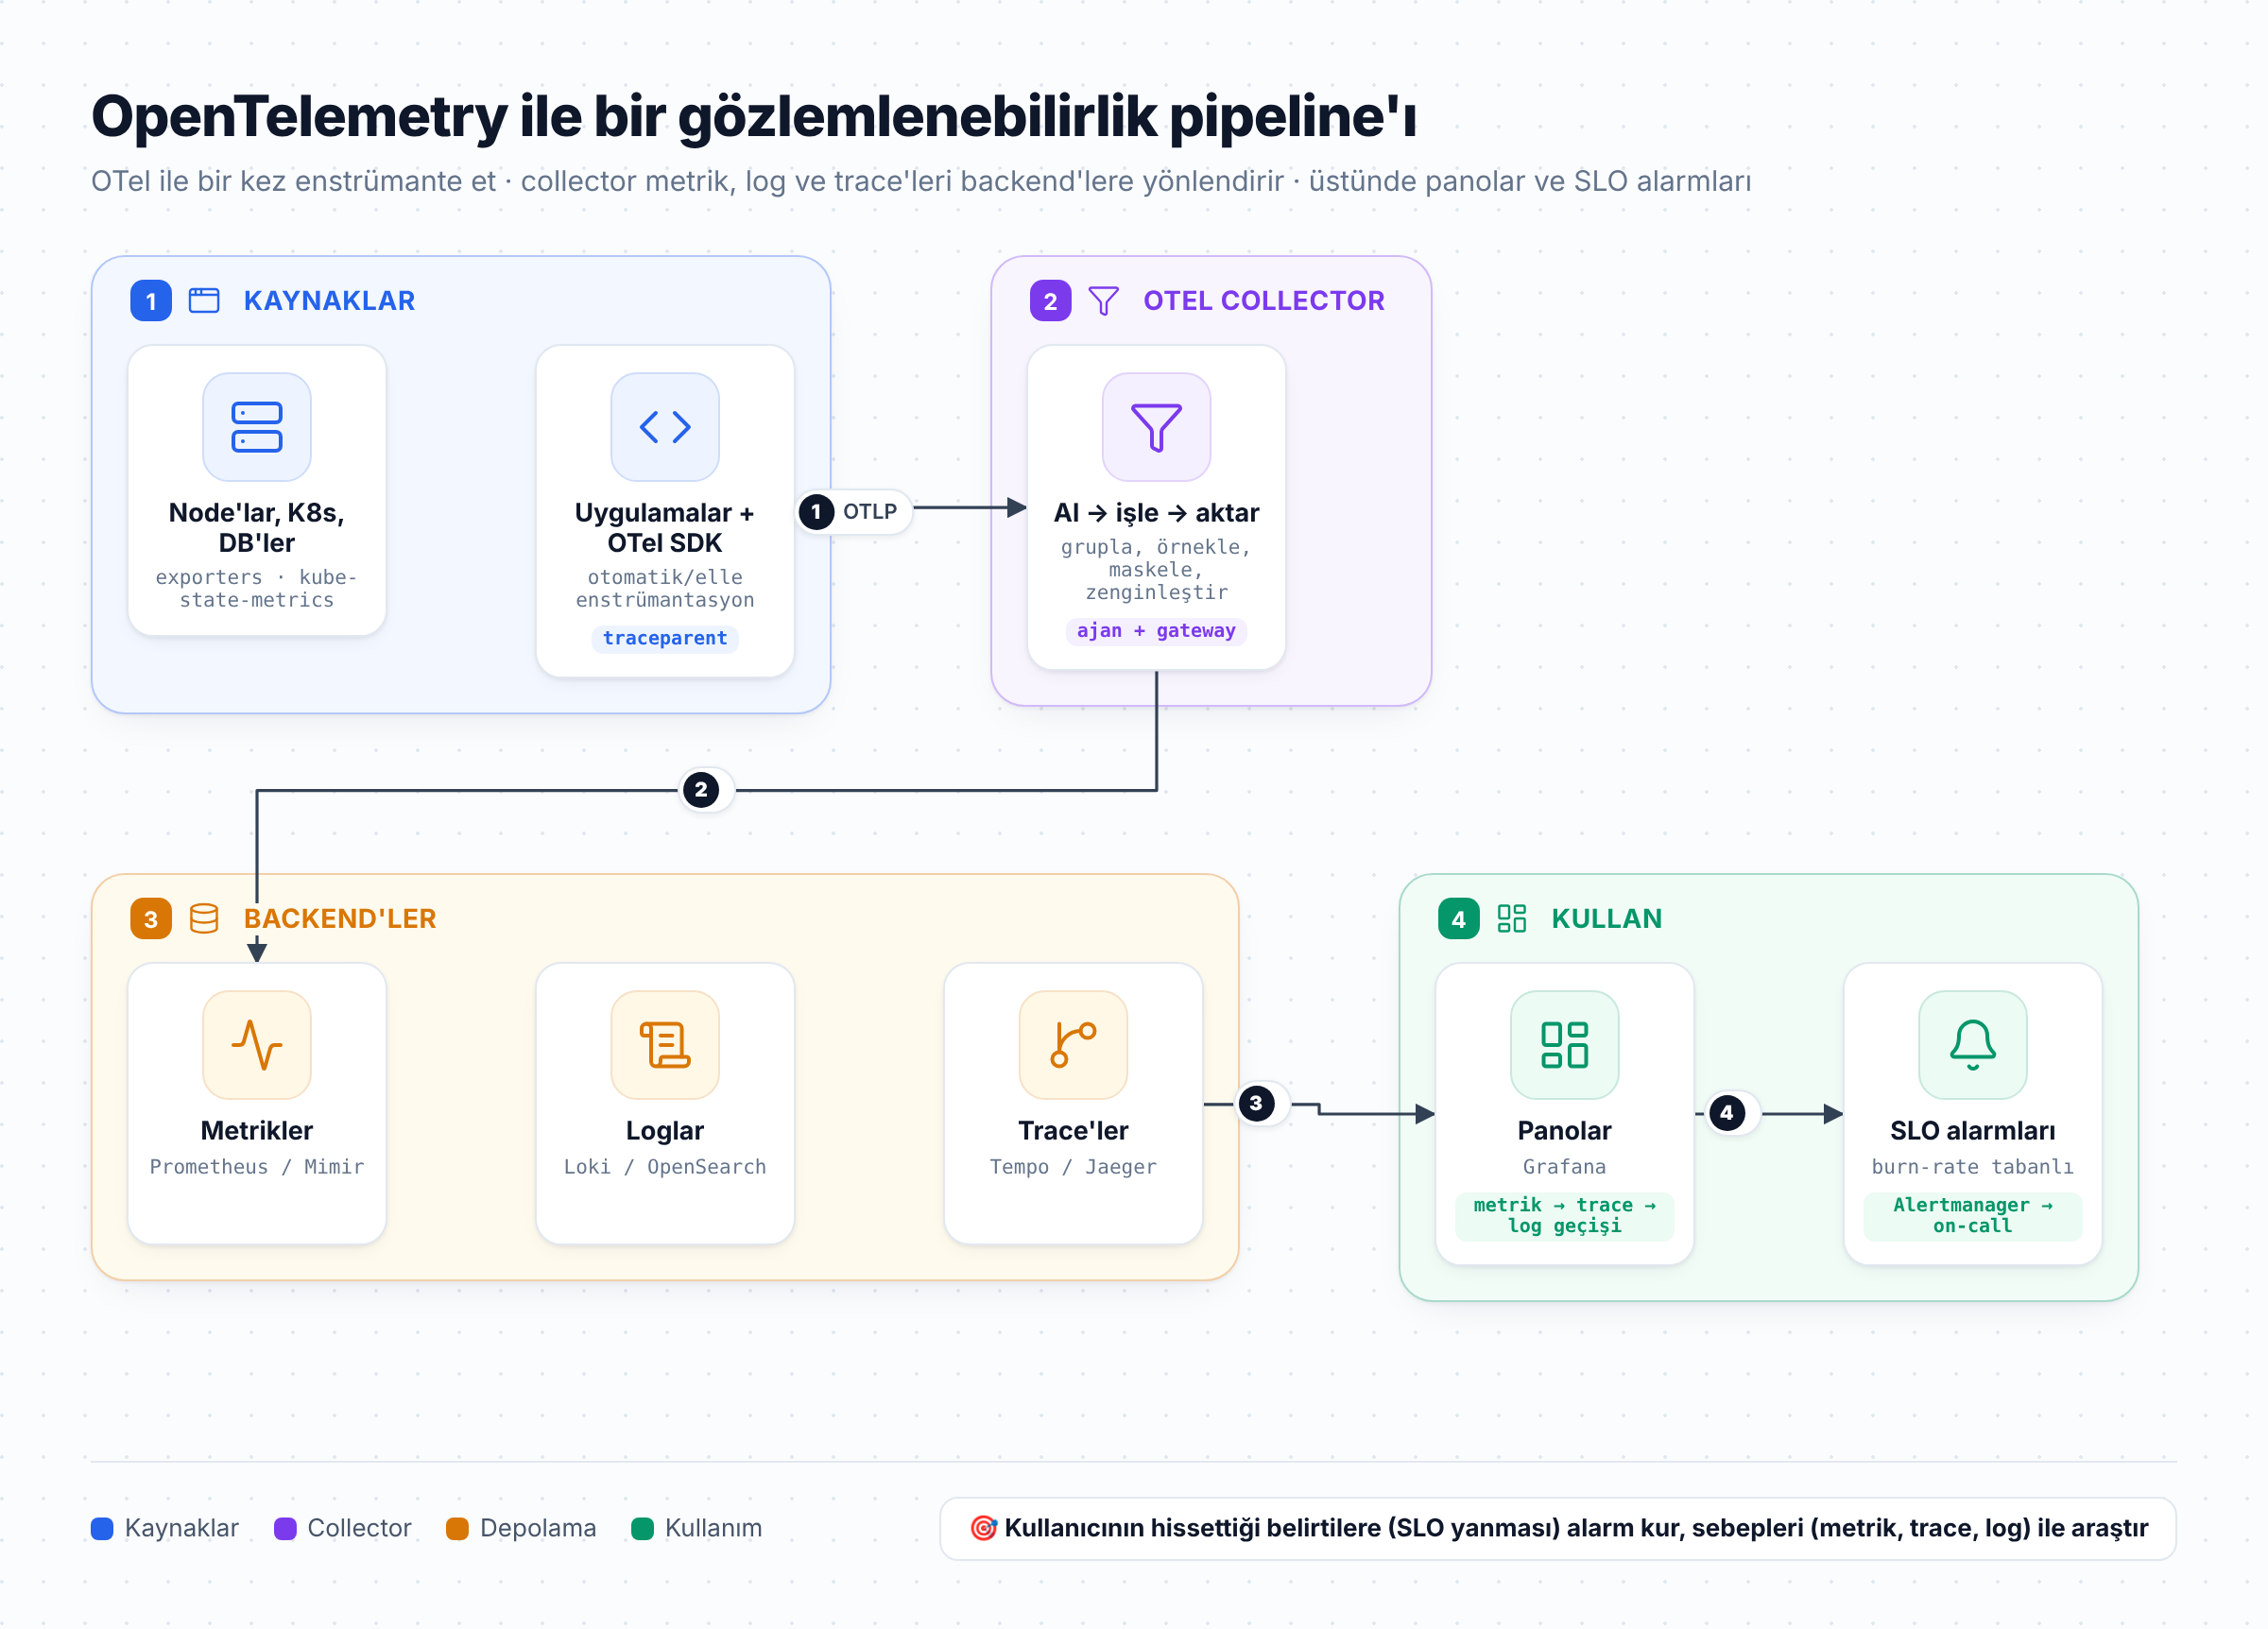 OpenTelemetry ile bir gözlemlenebilirlik pipeline'ı
OTel ile bir kez enstrümante et · collector metrik, log ve trace'leri backend'lere yönlendirir · üstünde panolar ve SLO alarmları
1 KAYNAKLAR
Node'lar, K8s,
DB'ler
exporters · kube-
state-metrics
Uygulamalar +
OTel SDK
otomatik/elle
enstrümantasyon
traceparent
1 OTLP
2 OTEL COLLECTOR
Al → işle → aktar
grupla, örnekle,
maskele,
zenginleştir
ajan + gateway
2
3 BACKEND'LER
Metrikler
Prometheus / Mimir
Loglar
Loki / OpenSearch
Trace'ler
Tempo / Jaeger
3
4 KULLAN
Panolar
Grafana
metrik → trace →
log geçişi
4
SLO alarmları
burn-rate tabanlı
Alertmanager →
on-call
Kaynaklar
Collector
Depolama
Kullanım
🎯 Kullanıcının hissettiği belirtilere (SLO yanması) alarm kur, sebepleri (metrik, trace, log) ile araştır